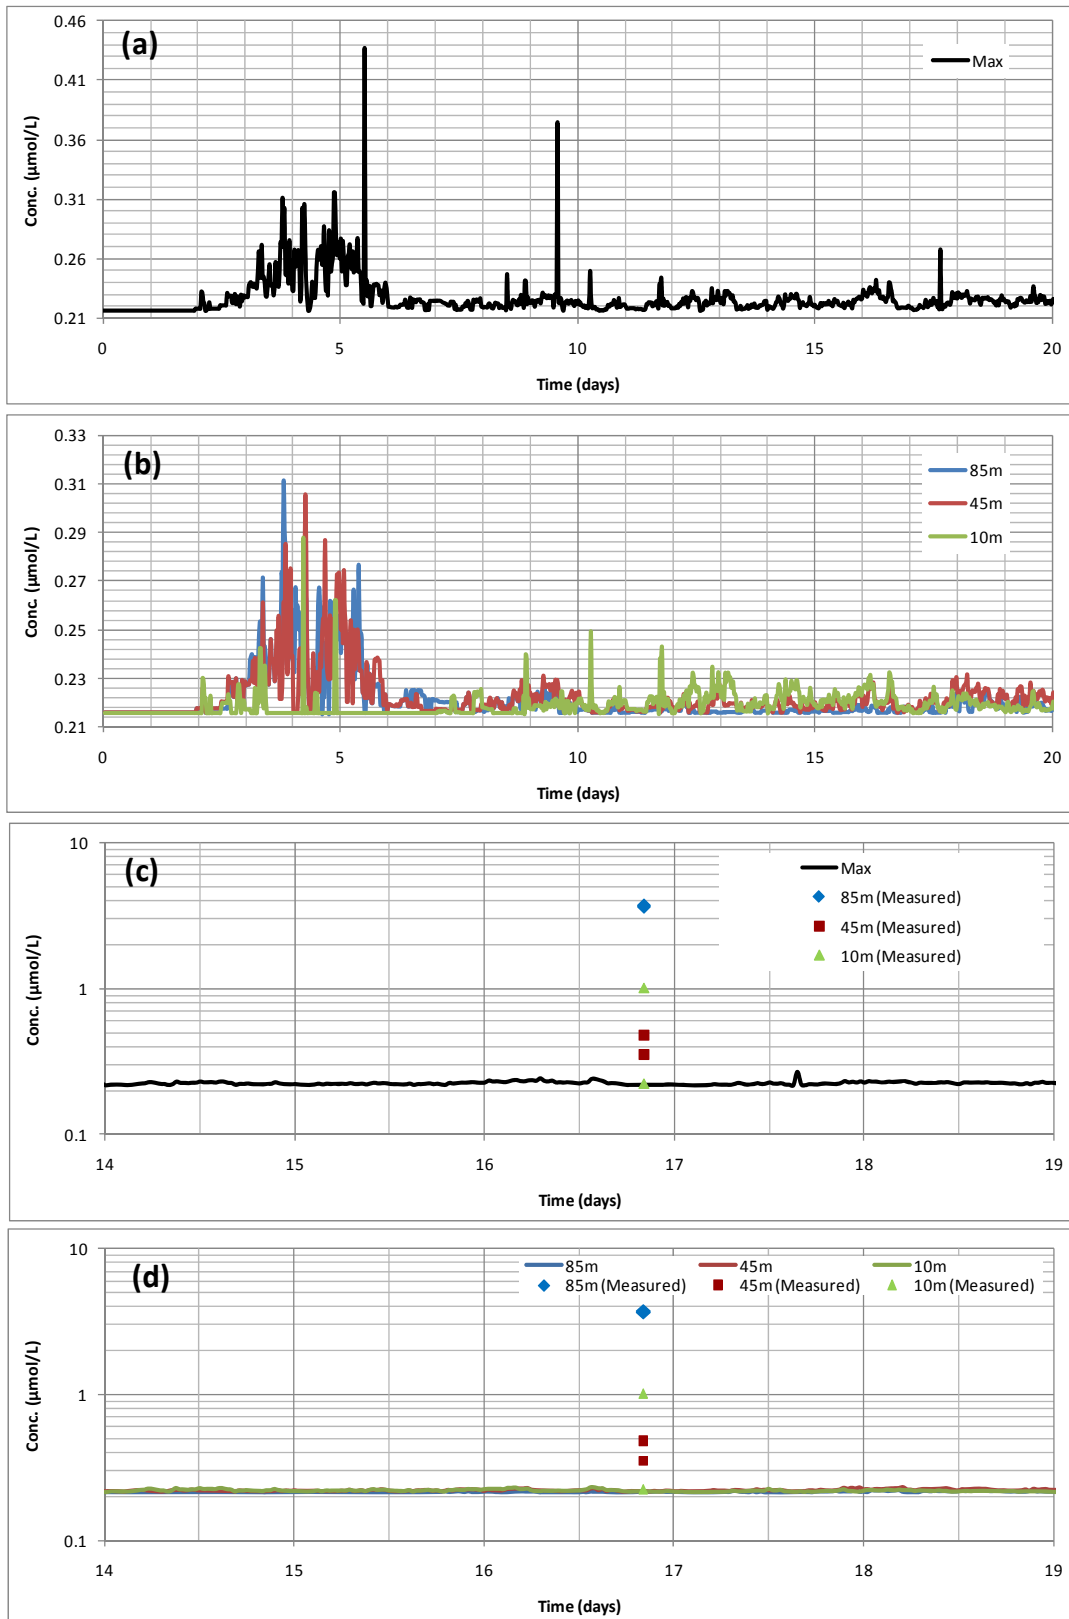 (a)
Max
Conc. (µmol/L)
0.46
0.41
0.36
0.31
0.26
0.21
0 5 10 15 20
Time (days)
(b)
85m
45m
10m
Conc. (µmol/L)
0.33
0.31
0.29
0.27
0.25
0.23
0.21
0 5 10 15 20
Time (days)
(c)
Max
85m (Measured)
45m (Measured)
10m (Measured)
Conc. (µmol/L)
10
1
0.1
14 15 16 17 18 19
Time (days)
(d)
85m 45m 10m
85m (Measured) 45m (Measured) 10m (Measured)
Conc. (µmol/L)
10
1
0.1
14 15 16 17 18 19
Time (days)